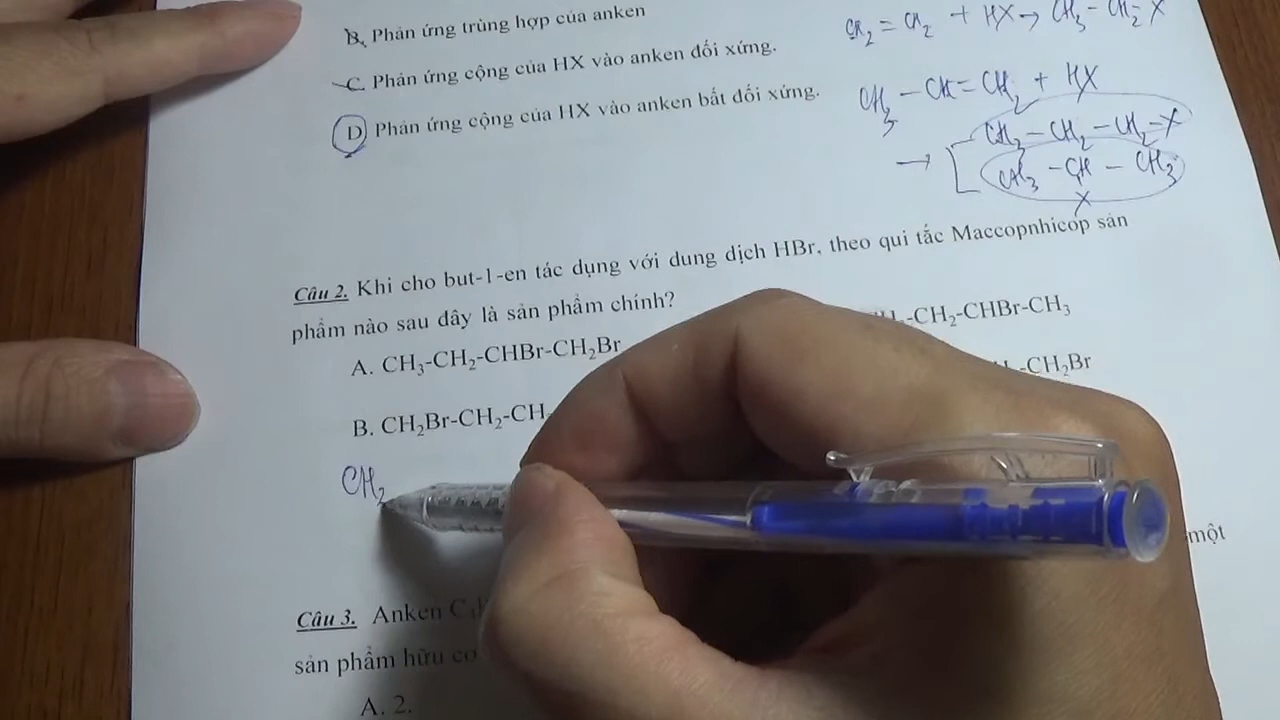 B. Phản ứng trùng hợp của anken
C. Phản ứng cộng của HX vào anken đối xứng.
D Phản ứng cộng của HX vào anken bất đối xứng.
CH2 = CH2 + HX → CH3 - CH2 - X
CH3 - CH = CH2 + HX
→ [ CH3 - CH2 - CH2 - X
CH3 - CH - CH3
X
Câu 2. Khi cho but-1-en tác dụng với dung dịch HBr, theo qui tắc Maccopnhicop sản
phẩm nào sau đây là sản phẩm chính?
A. CH3-CH2-CHBr-CH2Br
-CH2-CHBr-CH3
B. CH2Br-CH2-CH
-CH2Br
CH2
một
Câu 3. Anken
sản phẩm hữu cơ
A. 2.